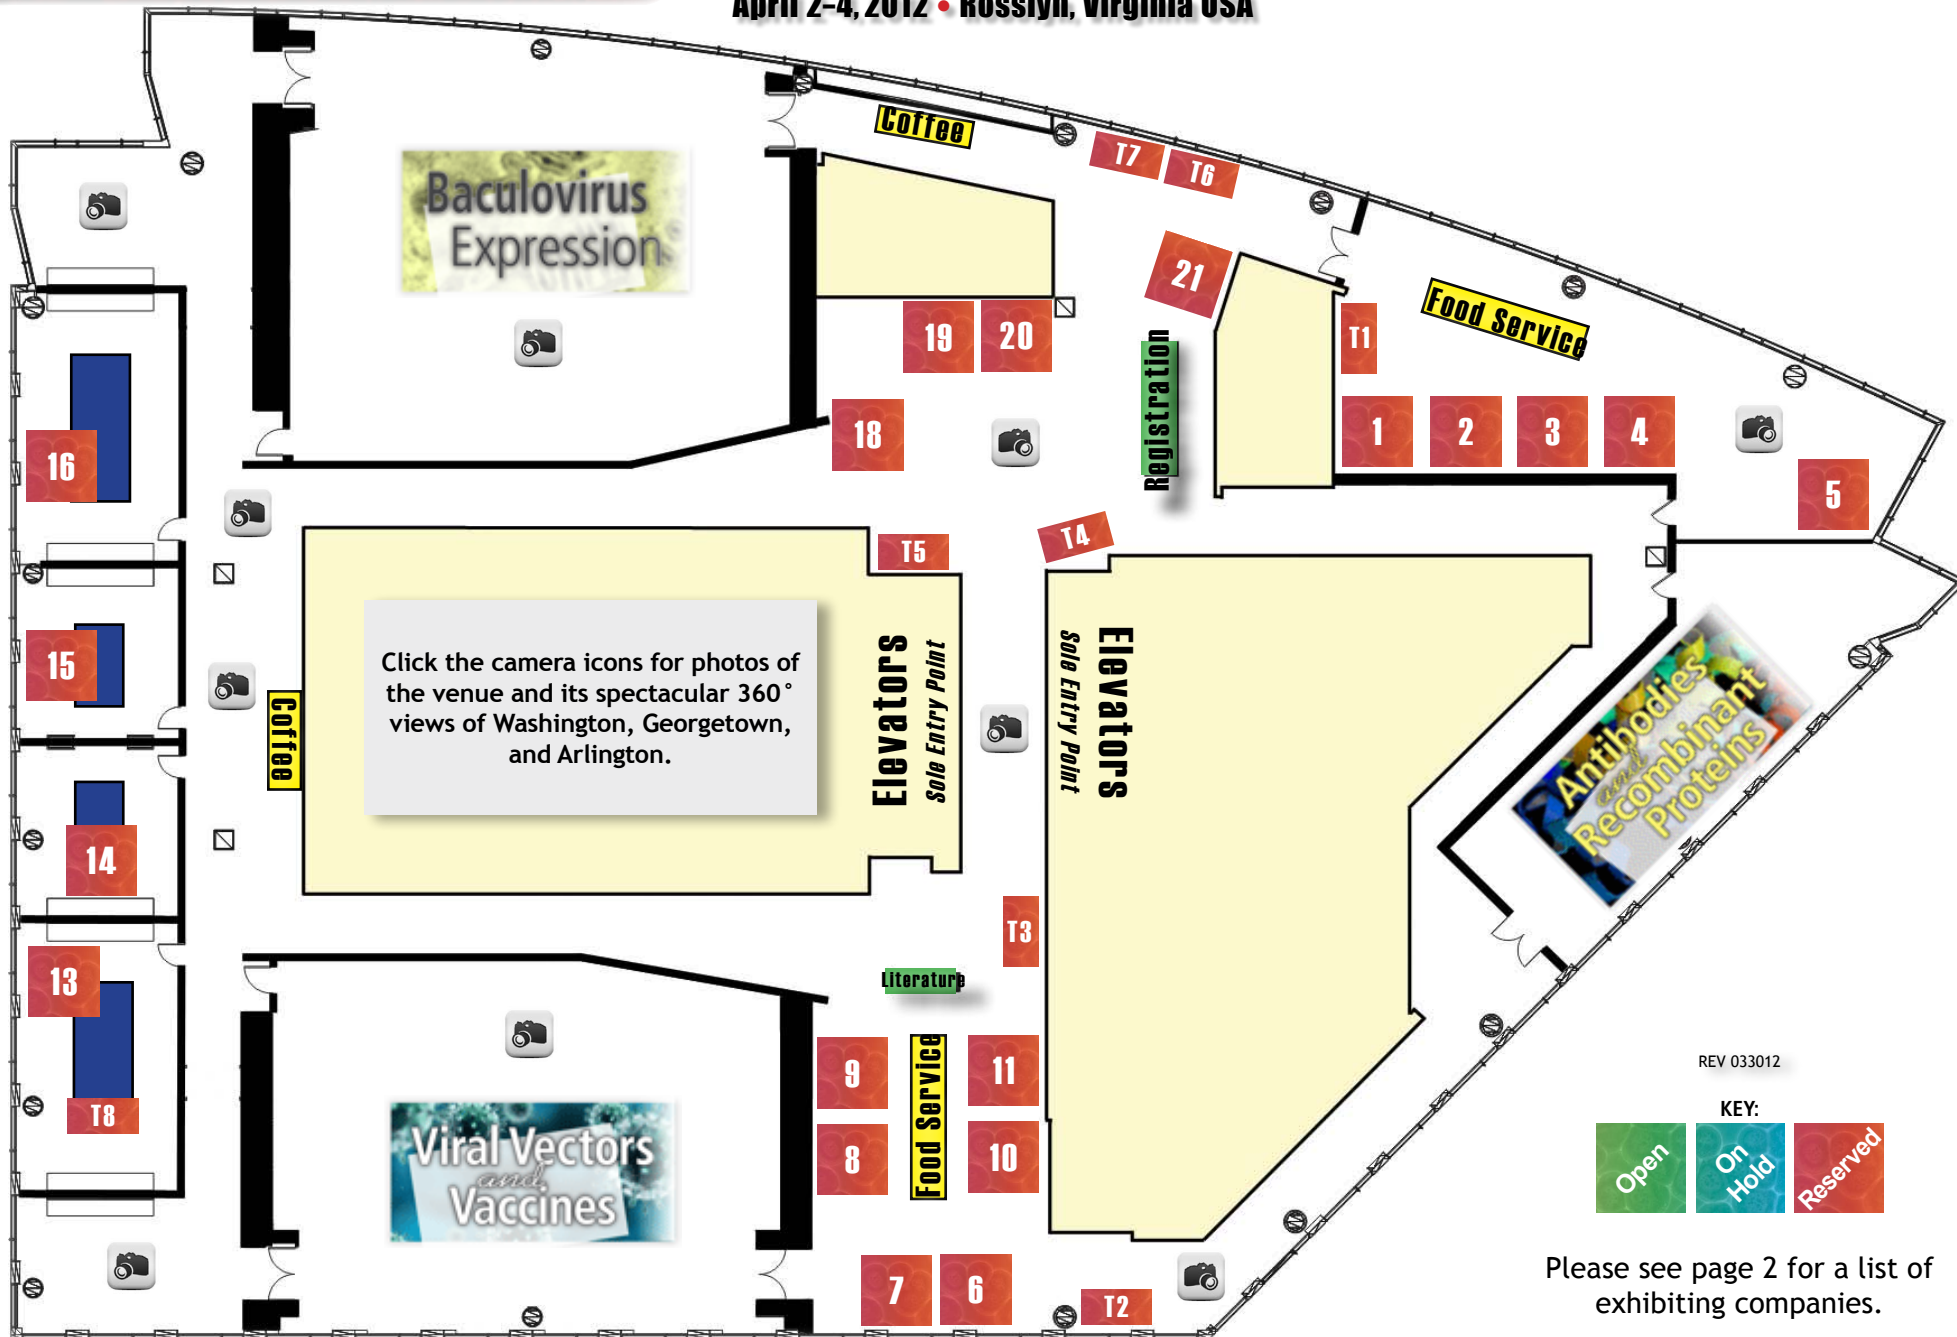 April 2–4, 2012 • Rosslyn, Virginia USA
Coffee
T7
T6
Baculovirus
Expression
21
Food Service
19
20
T1
Registration
18
1
2
3
4
16
5
T5
T4
15
Click the camera icons for photos of
the venue and its spectacular 360°
views of Washington, Georgetown,
and Arlington.
Elevators
Sole Entry Point
Sole Entry Point
Elevators
Coffee
Antibodies
and
Recombinant
Proteins
14
T3
13
Literature
9
Food Service
11
T8
8
10
Viral Vectors
and
Vaccines
7
6
T2
REV 033012
KEY:
Open
On
Hold
Reserved
Please see page 2 for a list of
exhibiting companies.